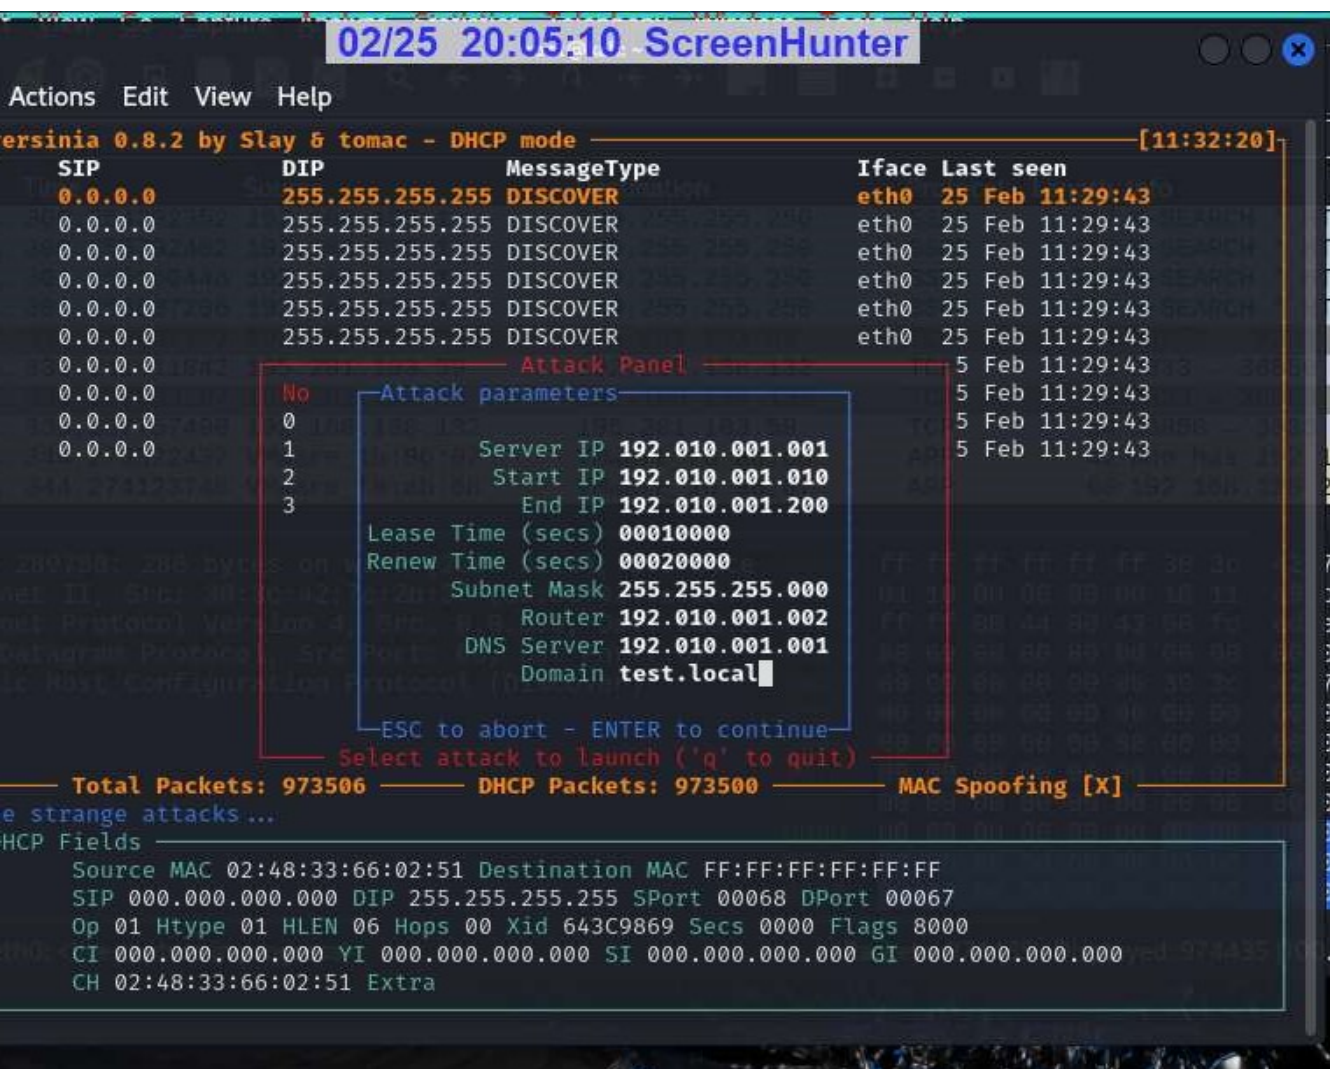 02/25 20:05:10 ScreenHunter
Actions Edit View Help
ersinia 0.8.2 by Slay & tomac - DHCP mode [11:32:20]
SIP DIP MessageType Iface Last seen
0.0.0.0 255.255.255.255 DISCOVER eth0 25 Feb 11:29:43
0.0.0.0 255.255.255.255 DISCOVER eth0 25 Feb 11:29:43
0.0.0.0 255.255.255.255 DISCOVER eth0 25 Feb 11:29:43
0.0.0.0 255.255.255.255 DISCOVER eth0 25 Feb 11:29:43
0.0.0.0 255.255.255.255 DISCOVER eth0 25 Feb 11:29:43
0.0.0.0 255.255.255.255 DISCOVER eth0 25 Feb 11:29:43
0.0.0.0 Attack Panel 5 Feb 11:29:43
0.0.0.0 No Attack parameters 5 Feb 11:29:43
0.0.0.0 0 5 Feb 11:29:43
0.0.0.0 1 Server IP 192.010.001.001 5 Feb 11:29:43
2 Start IP 192.010.001.010
3 End IP 192.010.001.200
Lease Time (secs) 00010000
Renew Time (secs) 00020000
Subnet Mask 255.255.255.000
Router 192.010.001.002
DNS Server 192.010.001.001
Domain test.local
ESC to abort - ENTER to continue
Select attack to launch ('q' to quit)
Total Packets: 973506 DHCP Packets: 973500 MAC Spoofing [X]
e strange attacks...
HCP Fields
Source MAC 02:48:33:66:02:51 Destination MAC FF:FF:FF:FF:FF:FF
SIP 000.000.000.000 DIP 255.255.255.255 SPort 00068 DPort 00067
Op 01 Htype 01 HLEN 06 Hops 00 Xid 643C9869 Secs 0000 Flags 8000
CI 000.000.000.000 YI 000.000.000.000 SI 000.000.000.000 GI 000.000.000.000
CH 02:48:33:66:02:51 Extra